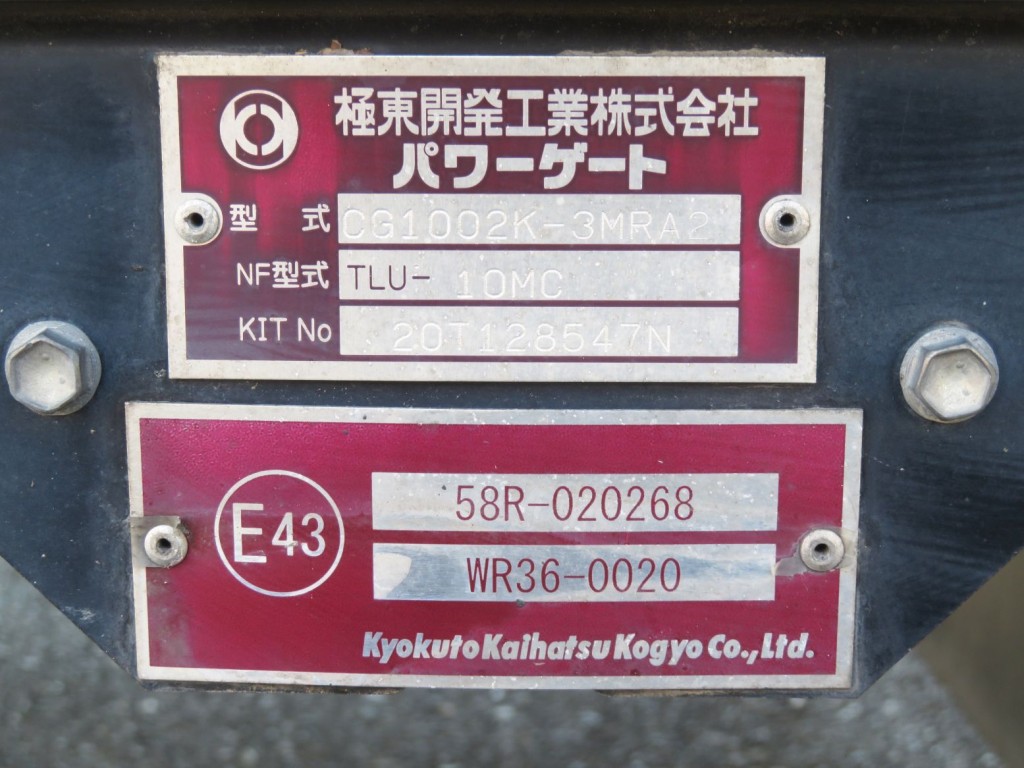 極東開発工業株式会社
パワーゲート
型 式 CG1002K-3MRA2
NF型式 TLU- 10MC
KIT No 20T128547N
E43
58R-020268
WR36-0020
Kyokuto Kaihatsu Kogyo Co., Ltd.